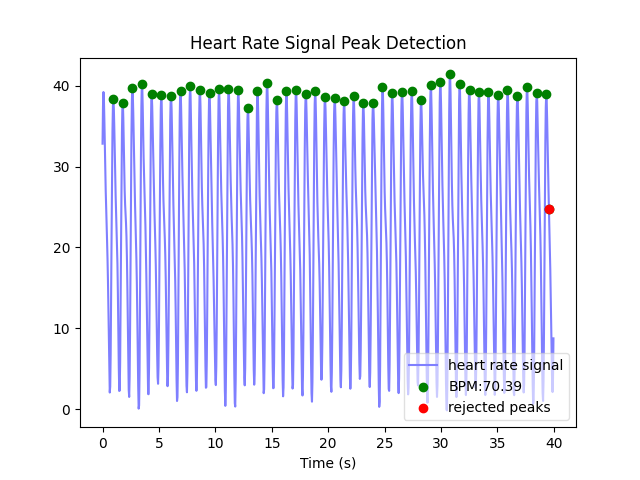 Heart Rate Signal Peak Detection
40
30
20
10
0
heart rate signal
BPM:70.39
rejected peaks
0 5 10 15 20 25 30 35 40
Time (s)